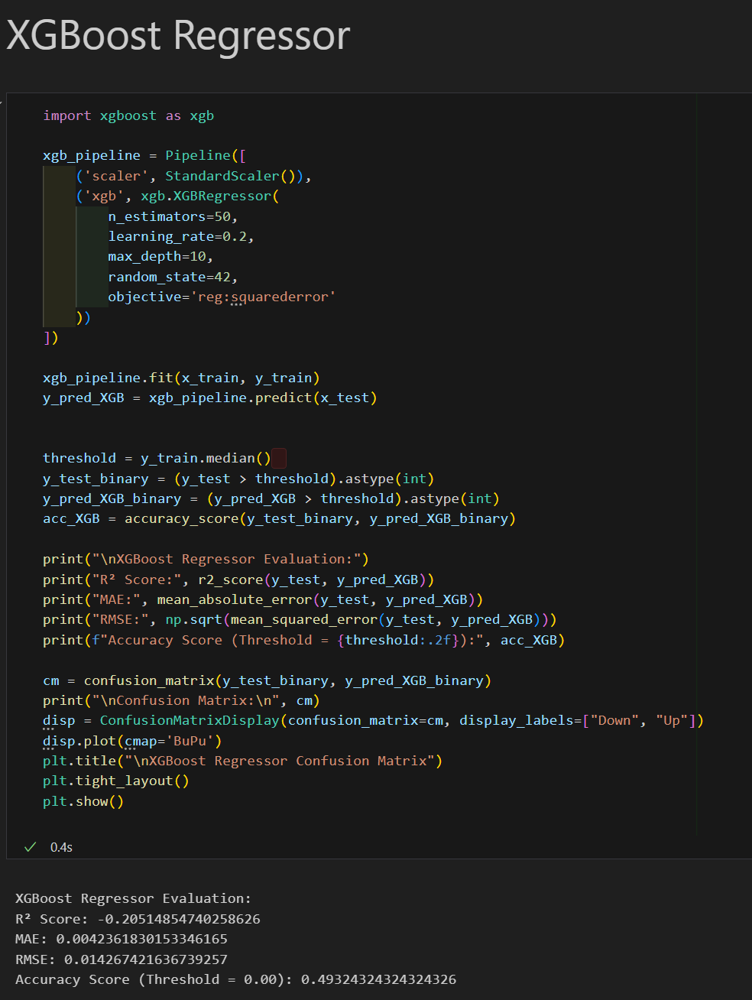 XGBoost Regressor
import xgboost as xgb
xgb_pipeline = Pipeline([
('scaler', StandardScaler()),
('xgb', xgb.XGBRegressor(
n_estimators=50,
learning_rate=0.2,
max_depth=10,
random_state=42,
objective='reg:squarederror'
))
])
xgb_pipeline.fit(x_train, y_train)
y_pred_XGB = xgb_pipeline.predict(x_test)
threshold = y_train.median()
y_test_binary = (y_test > threshold).astype(int)
y_pred_XGB_binary = (y_pred_XGB > threshold).astype(int)
acc_XGB = accuracy_score(y_test_binary, y_pred_XGB_binary)
print("\nXGBoost Regressor Evaluation:")
print("R² Score:", r2_score(y_test, y_pred_XGB))
print("MAE:", mean_absolute_error(y_test, y_pred_XGB))
print("RMSE:", np.sqrt(mean_squared_error(y_test, y_pred_XGB)))
print(f"Accuracy Score (Threshold = {threshold:.2f}):", acc_XGB)
cm = confusion_matrix(y_test_binary, y_pred_XGB_binary)
print("\nConfusion Matrix:\n", cm)
disp = ConfusionMatrixDisplay(confusion_matrix=cm, display_labels=["Down", "Up"])
disp.plot(cmap='BuPu')
plt.title("\nXGBoost Regressor Confusion Matrix")
plt.tight_layout()
plt.show()
0.4s
XGBoost Regressor Evaluation:
R² Score: -0.20514854740258626
MAE: 0.0042361830153346165
RMSE: 0.014267421636739257
Accuracy Score (Threshold = 0.00): 0.49324324324324326